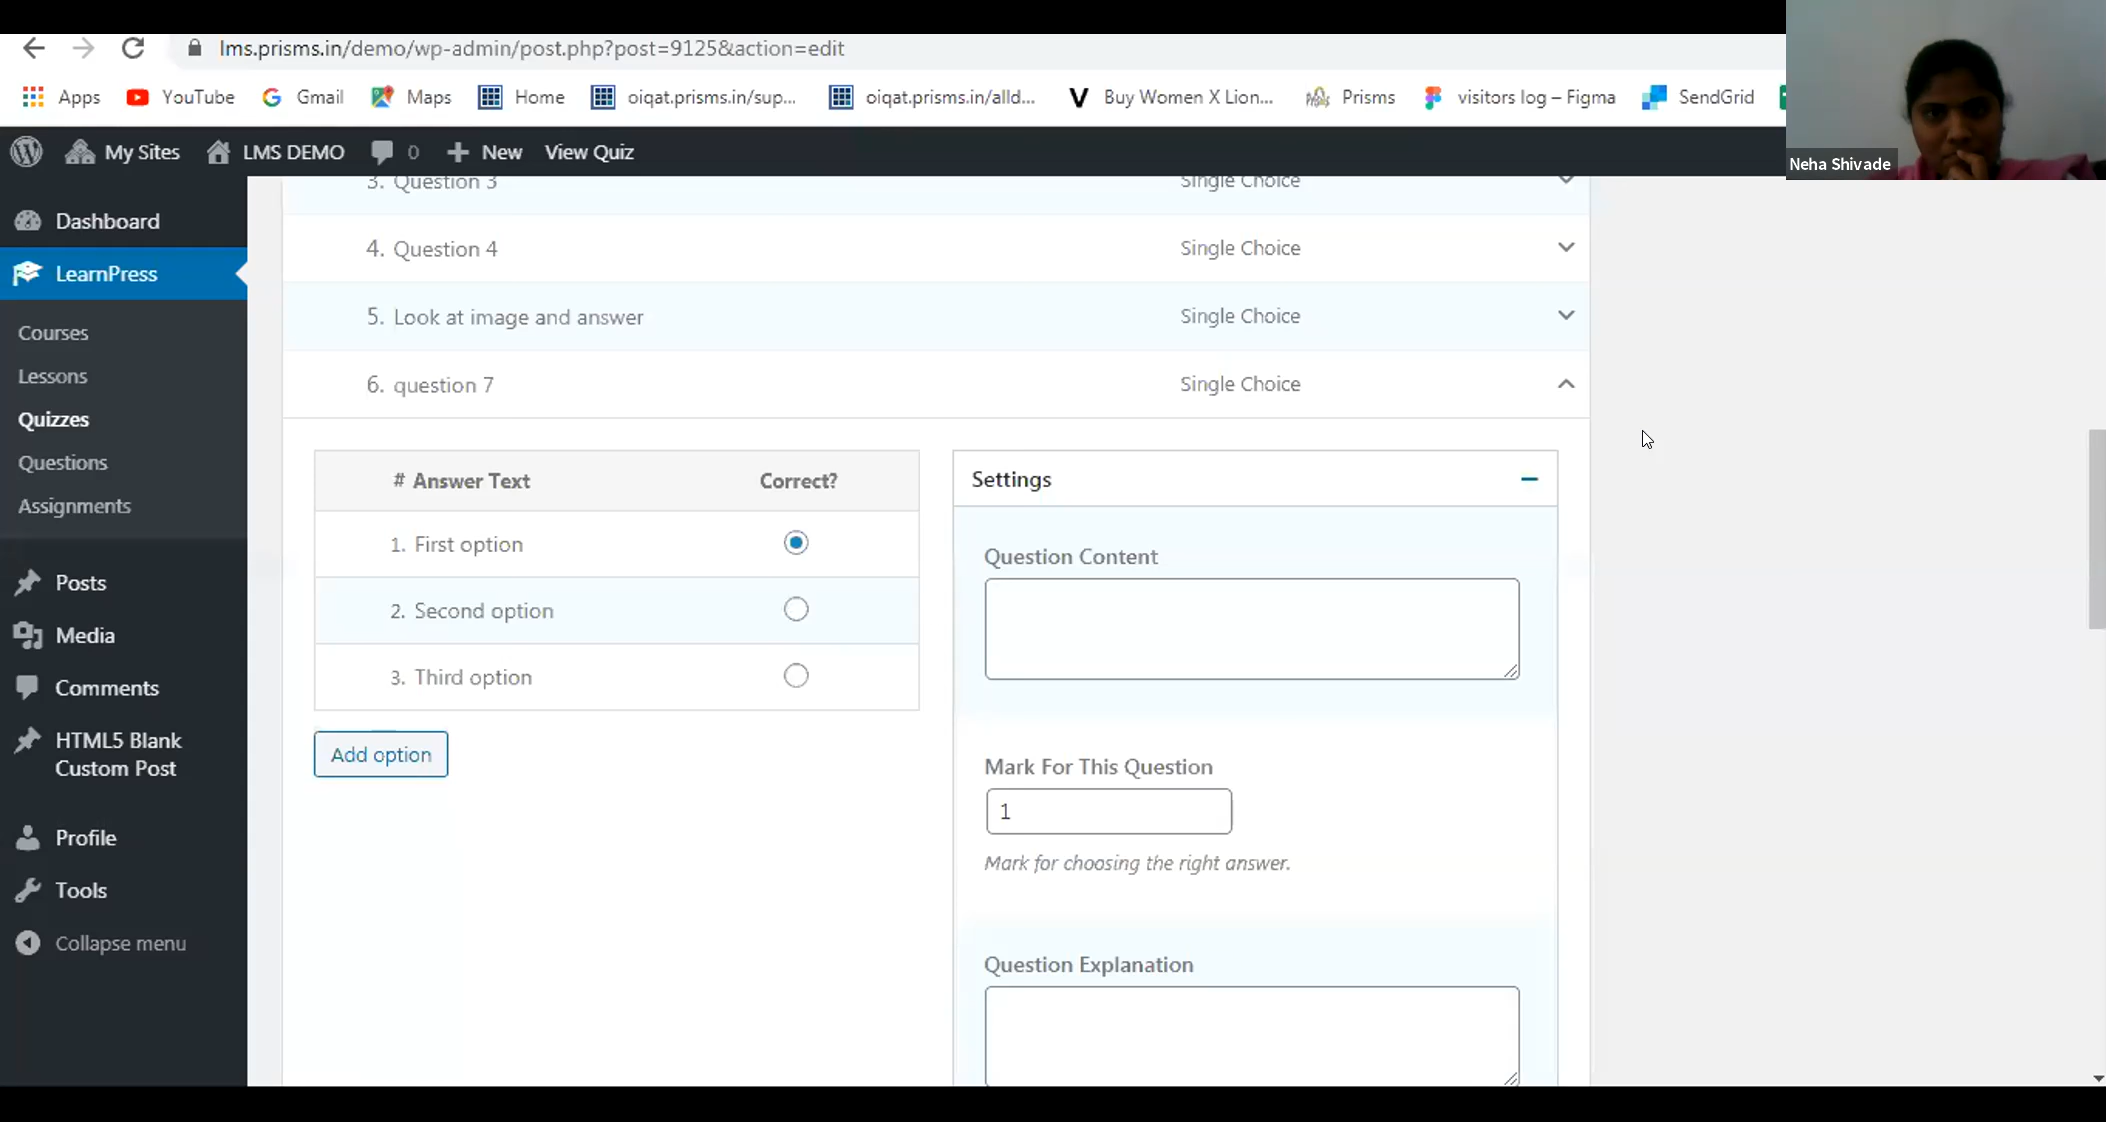 lms.prisms.in/demo/wp-admin/post.php?post=9125&action=edit
Apps YouTube Gmail Maps Home oiqat.prisms.in/sup... oiqat.prisms.in/alld... Buy Women X Lion... Prisms visitors log – Figma SendGrid
Neha Shivade
My Sites LMS DEMO 0 New View Quiz
Dashboard
LearnPress
Courses
Lessons
Quizzes
Questions
Assignments
Posts
Media
Comments
HTML5 Blank
Custom Post
Profile
Tools
Collapse menu
3. Question 3 Single Choice
4. Question 4 Single Choice
5. Look at image and answer Single Choice
6. question 7 Single Choice
# Answer Text Correct?
1. First option
2. Second option
3. Third option
Add option
Settings
Question Content
Mark For This Question
1
Mark for choosing the right answer.
Question Explanation